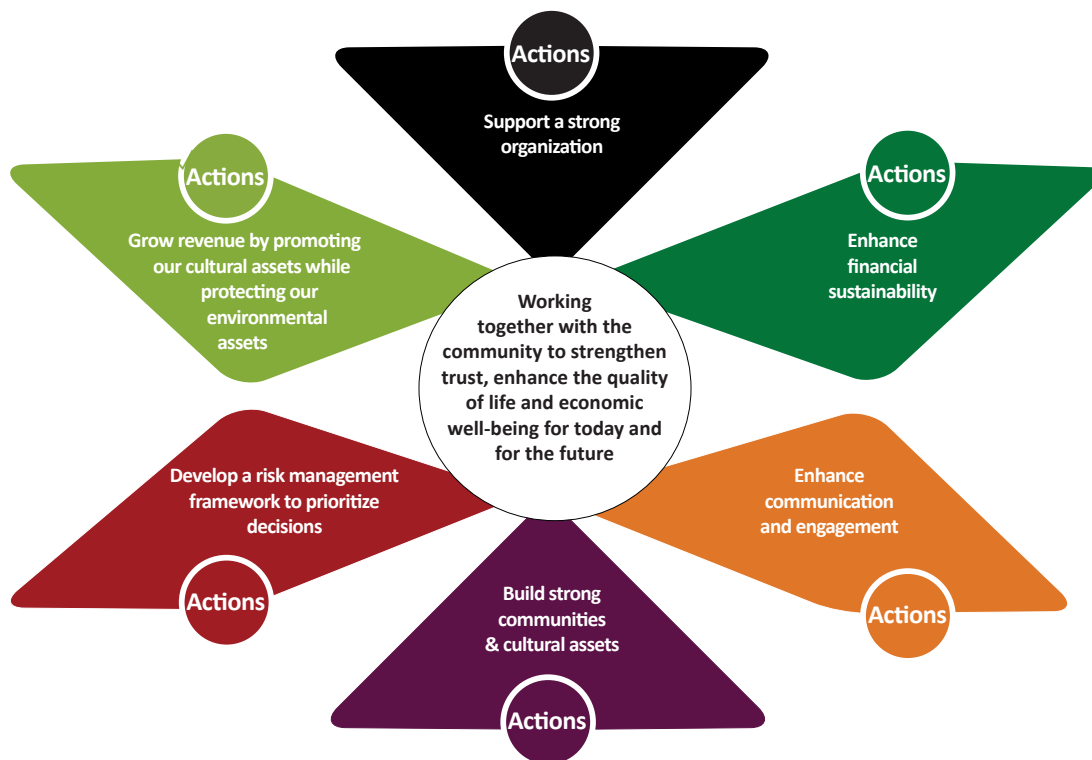 Actions
Support a strong
organization
Actions
Grow revenue by promoting
our cultural assets while
protecting our
environmental
assets
Actions
Enhance
financial
sustainability
Working
together with the
community to strengthen
trust, enhance the quality
of life and economic
well-being for today and
for the future
Develop a risk management
framework to prioritize
decisions
Actions
Enhance
communication
and engagement
Actions
Build strong
communities
& cultural assets
Actions